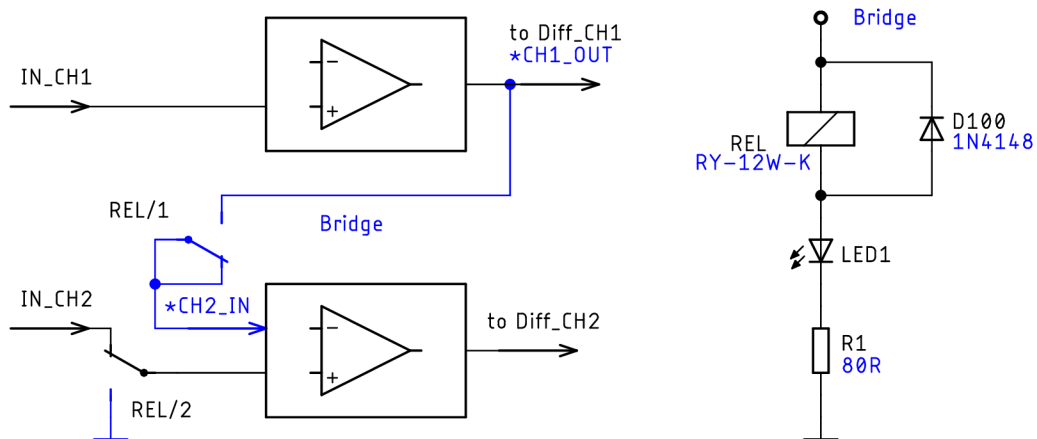 to Diff_CH1
*CH1_OUT
IN_CH1
−
+
REL/1
Bridge
IN_CH2
*CH2_IN
−
+
to Diff_CH2
REL/2
Bridge
REL
RY-12W-K
D100
1N4148
LED1
R1
80R